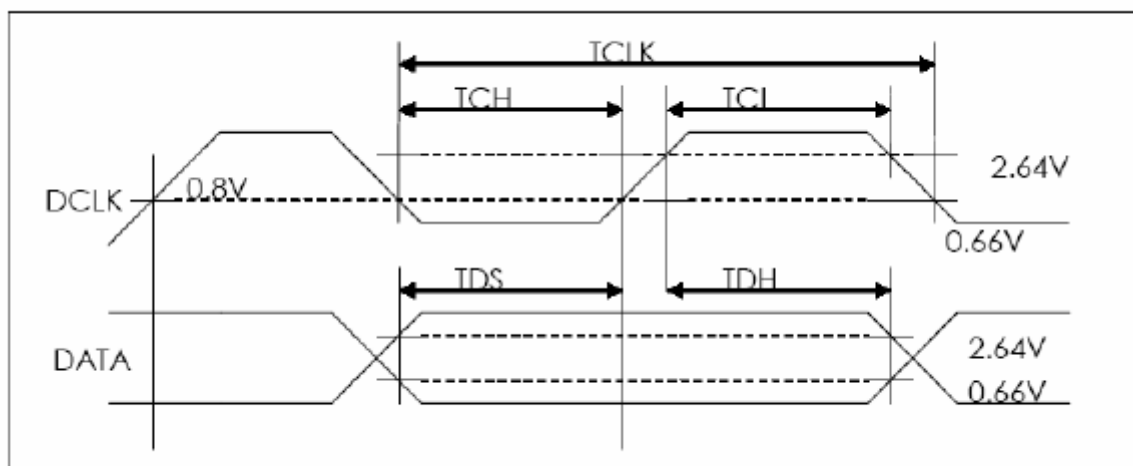 TCLK
TCH
TCL
2.64V
0.8V
DCLK
0.66V
TDS
TDH
2.64V
DATA
0.66V